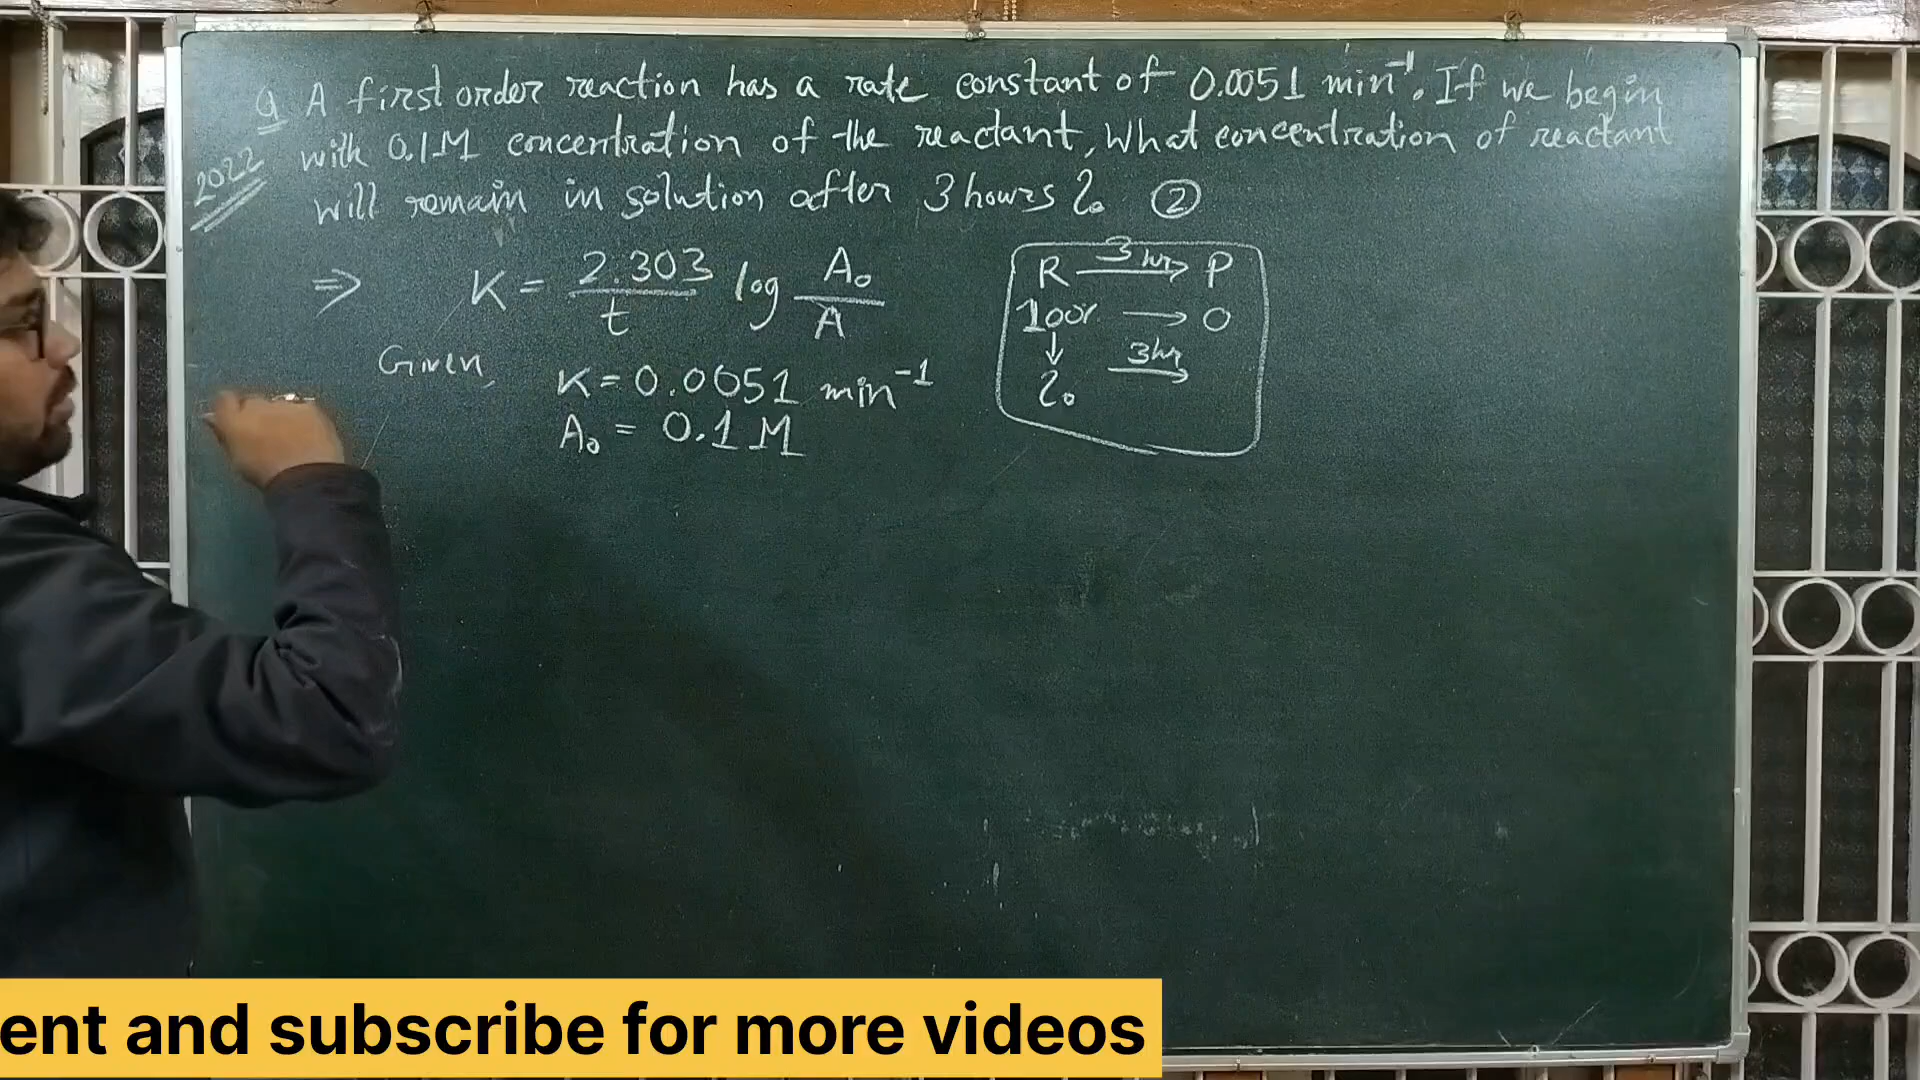 Q A first order reaction has a rate constant of 0.0051 min⁻¹. If we begin
with 0.1M concentration of the reactant, What concentration of reactant
will remain in solution after 3 hours ? ②
2022
⇒ K = 2.303/t log A₀/A
Given,
K = 0.0051 min⁻¹
A₀ = 0.1 M
R —3 hr→ P
100% → 0
↓ —3hr→
?
ent and subscribe for more videos